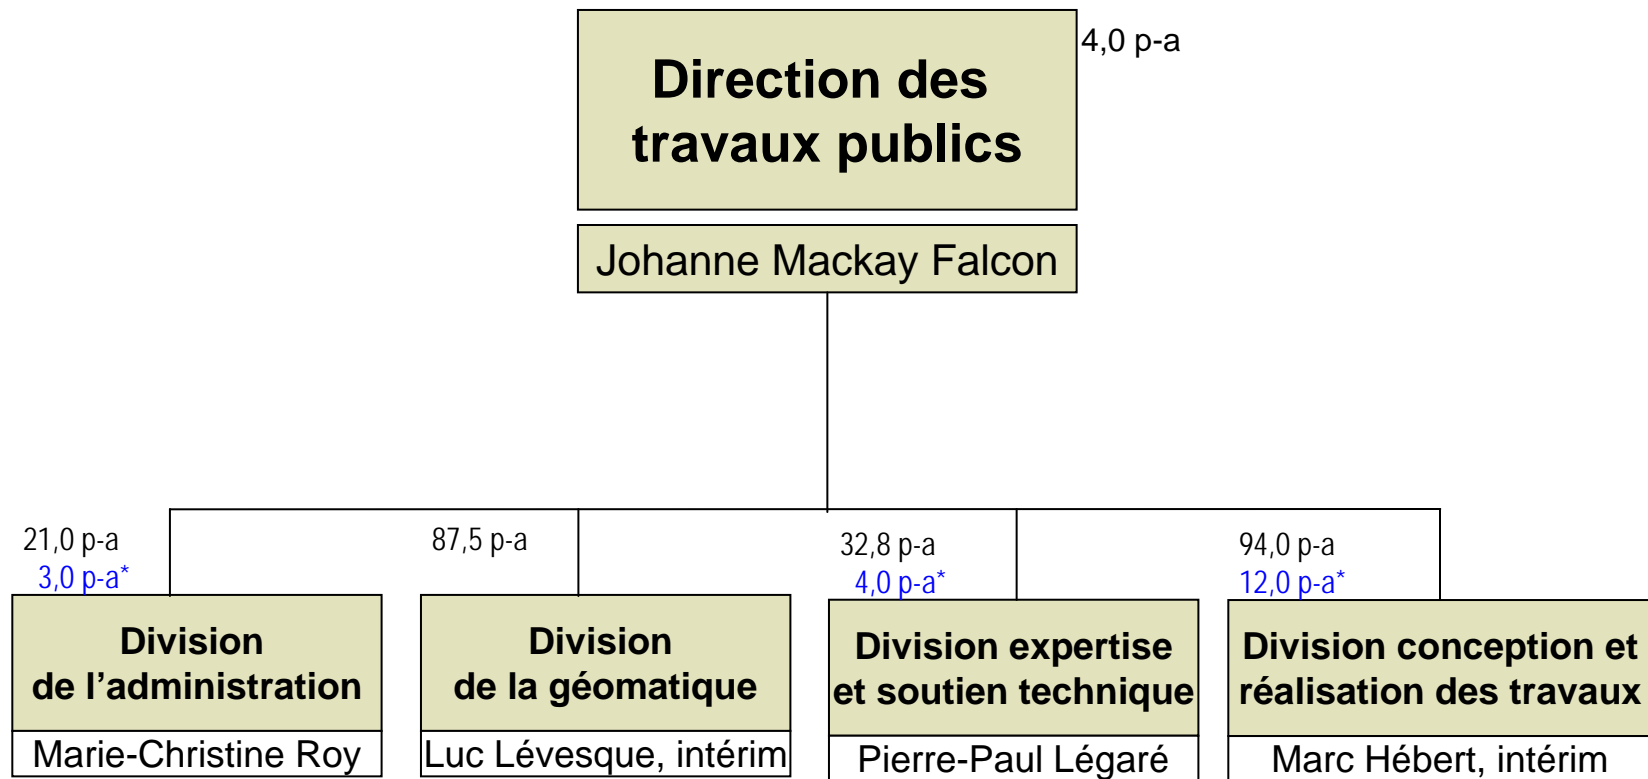 Direction des
travaux publics
4,0 p-a
Johanne Mackay Falcon
21,0 p-a
3,0 p-a*
Division
de l'administration
Marie-Christine Roy
87,5 p-a
Division
de la géomatique
Luc Lévesque, intérim
32,8 p-a
4,0 p-a*
Division expertise
et soutien technique
Pierre-Paul Légaré
94,0 p-a
12,0 p-a*
Division conception et
réalisation des travaux
Marc Hébert, intérim